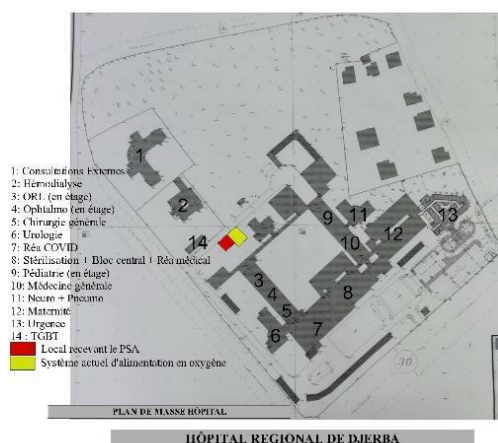 1: Consultations Externes
2: Hémodialyse
3: ORL (en étage)
4: Ophtalmo (en étage)
5: Chirurgie générale
6: Urologie
7: Réa COVID
8: Stérilisation + Bloc central + Réa médical
9: Pédiatrie (en étage)
10: Médecine générale
11: Neuro + Pneumo
12: Maternité
13: Urgence
14 : TGBT
Local recevant le PSA
Système actuel d'alimentation en oxygène
1
2
14
3
4
5
6
7
8
9
10
11
12
13
30
PLAN DE MASSE HÔPITAL
HÔPITAL REGIONAL DE DJERBA